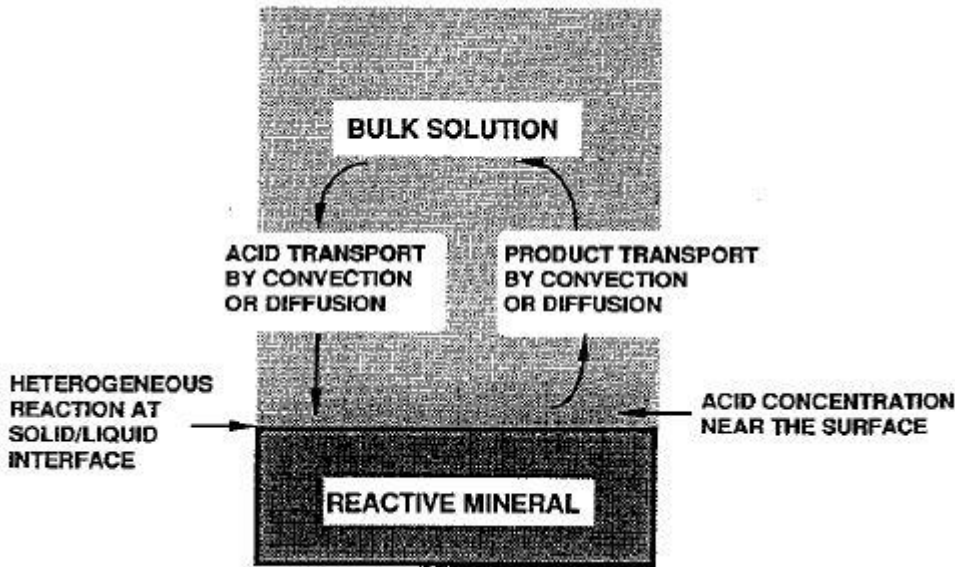 BULK SOLUTION
ACID TRANSPORT
BY CONVECTION
OR DIFFUSION
PRODUCT TRANSPORT
BY CONVECTION
OR DIFFUSION
HETEROGENEOUS
REACTION AT
SOLID/LIQUID
INTERFACE
ACID CONCENTRATION
NEAR THE SURFACE
REACTIVE MINERAL